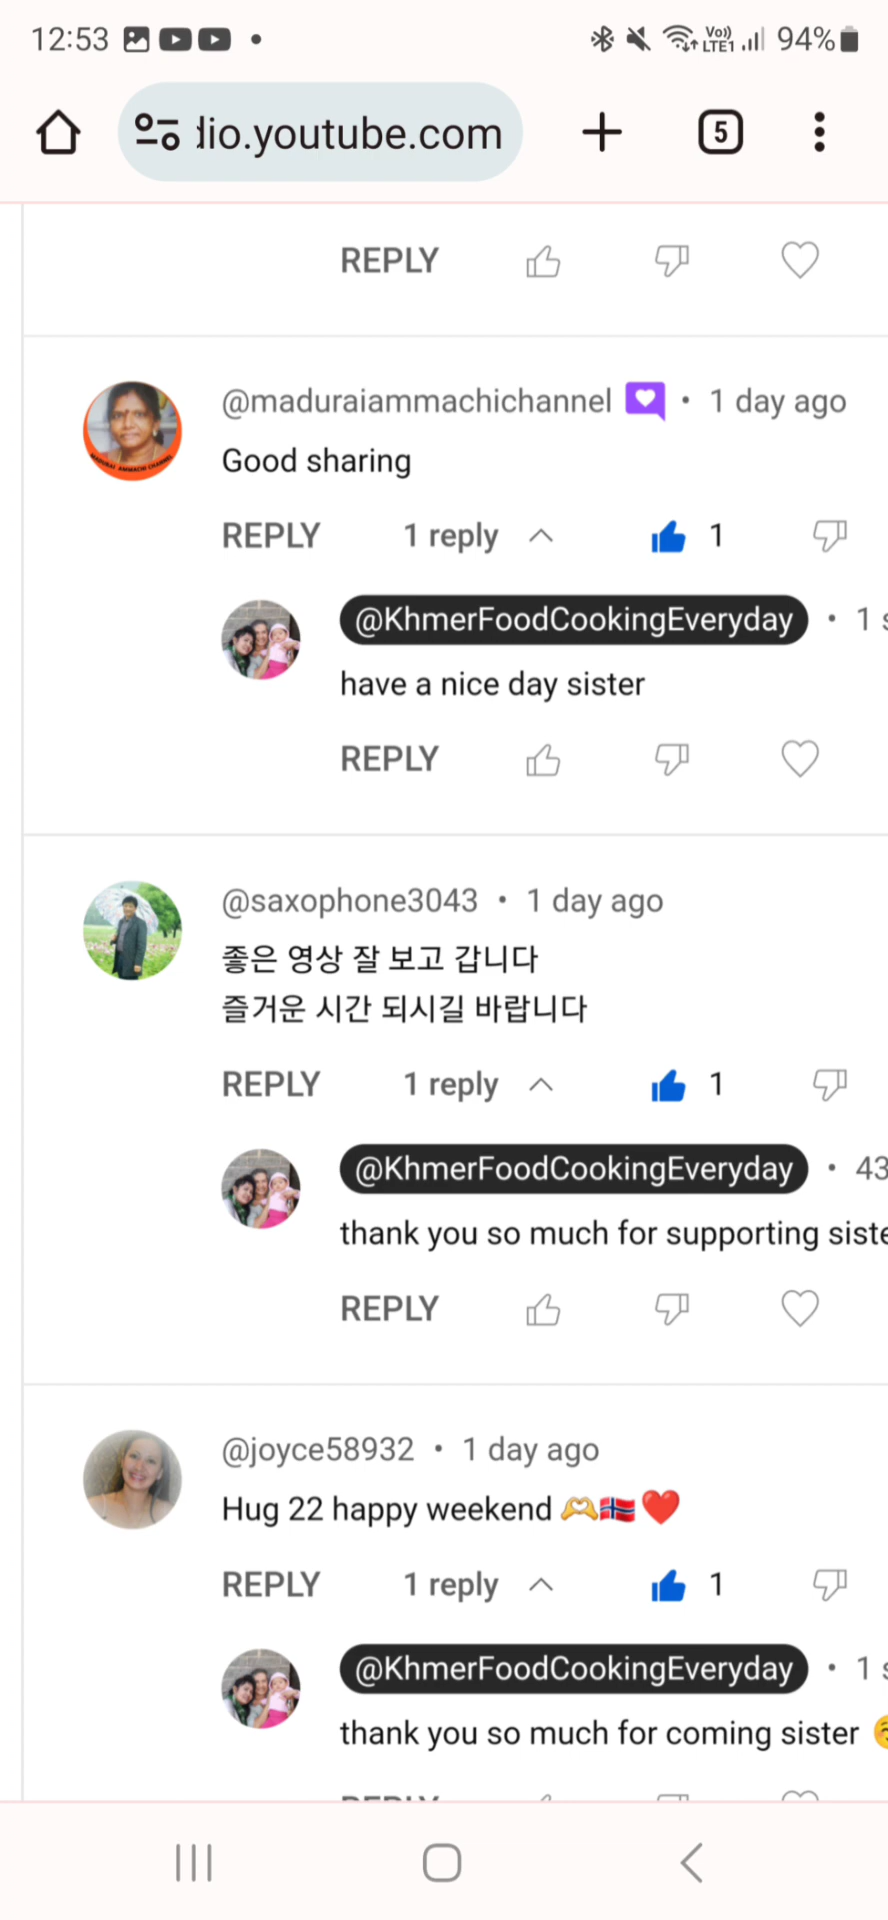 12:53
Vo))
LTE1
94%
dio.youtube.com
5
REPLY
@maduraiammachichannel • 1 day ago
Good sharing
REPLY 1 reply 1
@KhmerFoodCookingEveryday • 1
have a nice day sister
REPLY
@saxophone3043 • 1 day ago
좋은 영상 잘 보고 갑니다
즐거운 시간 되시길 바랍니다
REPLY 1 reply 1
@KhmerFoodCookingEveryday • 43
thank you so much for supporting siste
REPLY
@joyce58932 • 1 day ago
Hug 22 happy weekend 🫶🇳🇴❤️
REPLY 1 reply 1
@KhmerFoodCookingEveryday • 1
thank you so much for coming sister